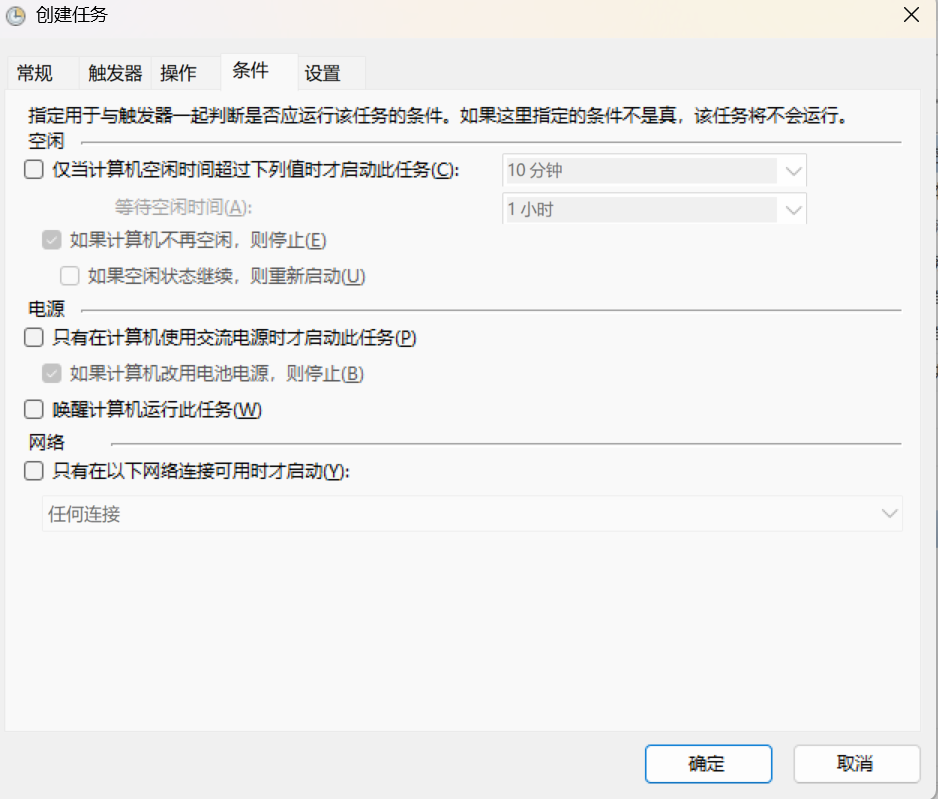 创建任务
常规 触发器 操作 条件 设置
指定用于与触发器一起判断是否应运行该任务的条件。如果这里指定的条件不是真，该任务将不会运行。
空闲
仅当计算机空闲时间超过下列值时才启动此任务(C): 10 分钟
等待空闲时间(A): 1 小时
如果计算机不再空闲，则停止(E)
如果空闲状态继续，则重新启动(U)
电源
只有在计算机使用交流电源时才启动此任务(P)
如果计算机改用电池电源，则停止(B)
唤醒计算机运行此任务(W)
网络
只有在以下网络连接可用时才启动(Y):
任何连接
确定 取消